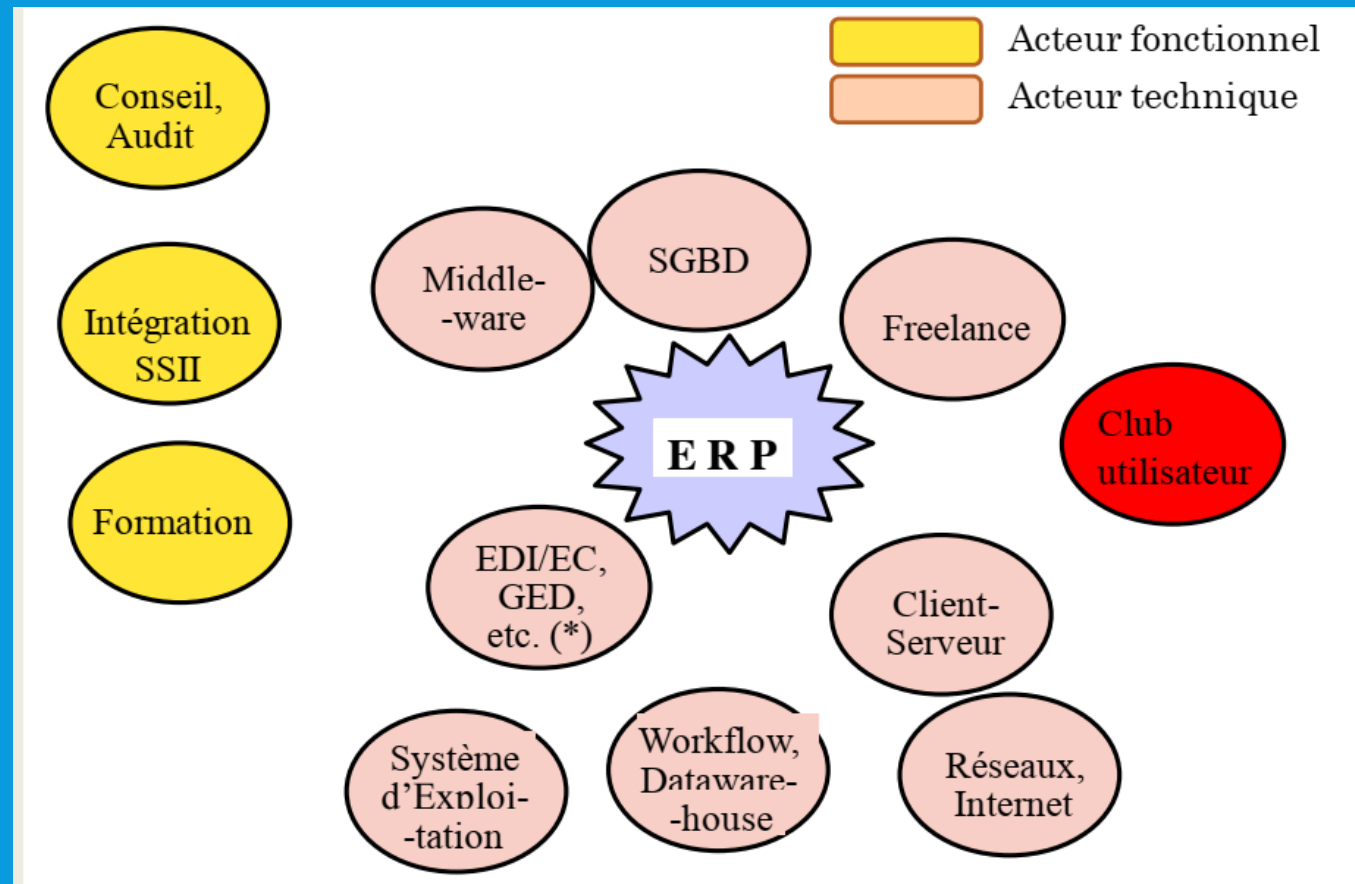 Acteur fonctionnel
Acteur technique
Conseil,
Audit
Intégration
SSII
Formation
Middle-
-ware
SGBD
Freelance
Club
utilisateur
E R P
EDI/EC,
GED,
etc. (*)
Client-
Serveur
Système
d'Exploi-
-tation
Workflow,
Dataware-
-house
Réseaux,
Internet